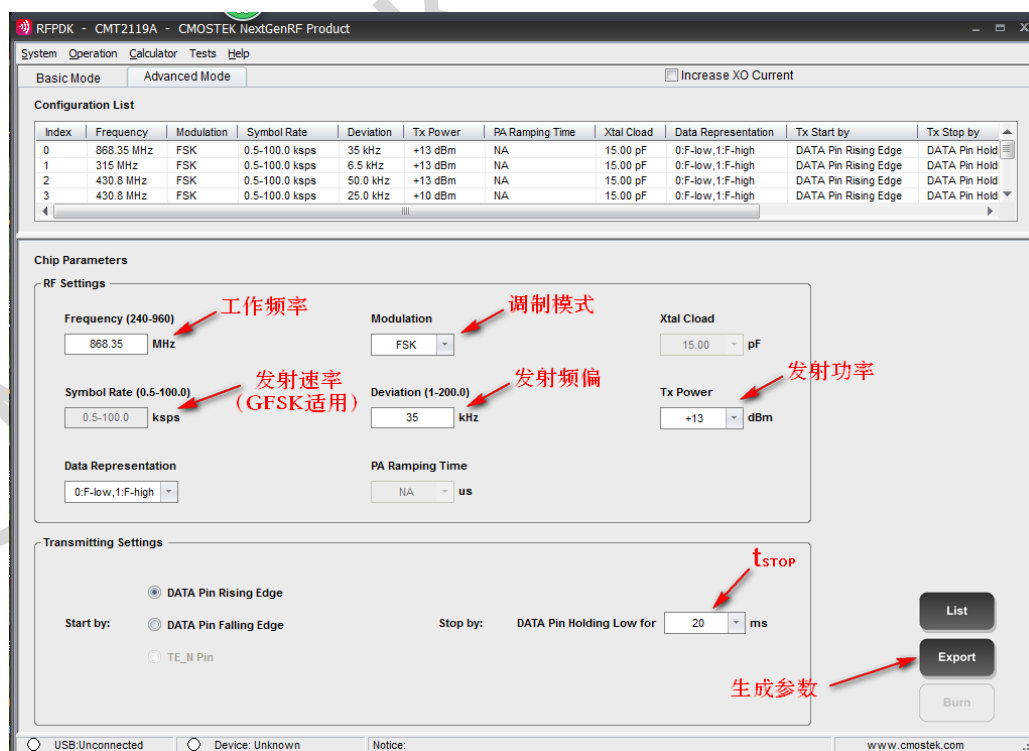 RFPDK - CMT2119A - CMOSTEK NextGenRF Product
System Operation Calculator Tests Help
Basic Mode Advanced Mode Increase XO Current
Configuration List
Index Frequency Modulation Symbol Rate Deviation Tx Power PA Ramping Time Xtal Cload Data Representation Tx Start by Tx Stop by
0 868.35 MHz FSK 0.5-100.0 ksps 35 kHz +13 dBm NA 15.00 pF 0:F-low,1:F-high DATA Pin Rising Edge DATA Pin Hold
1 315 MHz FSK 0.5-100.0 ksps 6.5 kHz +13 dBm NA 15.00 pF 0:F-low,1:F-high DATA Pin Rising Edge DATA Pin Hold
2 430.8 MHz FSK 0.5-100.0 ksps 50.0 kHz +13 dBm NA 15.00 pF 0:F-low,1:F-high DATA Pin Rising Edge DATA Pin Hold
3 430.8 MHz FSK 0.5-100.0 ksps 25.0 kHz +10 dBm NA 15.00 pF 0:F-low,1:F-high DATA Pin Rising Edge DATA Pin Hold
Chip Parameters
RF Settings
工作频率 调制模式
Frequency (240-960) Modulation Xtal Cload
868.35 MHz FSK 15.00 pF
发射速率 发射频偏 发射功率
Symbol Rate (0.5-100.0) Deviation (1-200.0) Tx Power
(GFSK适用)
0.5-100.0 ksps 35 kHz +13 dBm
Data Representation PA Ramping Time
0:F-low,1:F-high NA us
Transmitting Settings
tSTOP
DATA Pin Rising Edge
Start by: DATA Pin Falling Edge Stop by: DATA Pin Holding Low for 20 ms
TE_N Pin
List
Export
生成参数
Burn
USB:Unconnected Device: Unknown Notice: www.cmostek.com